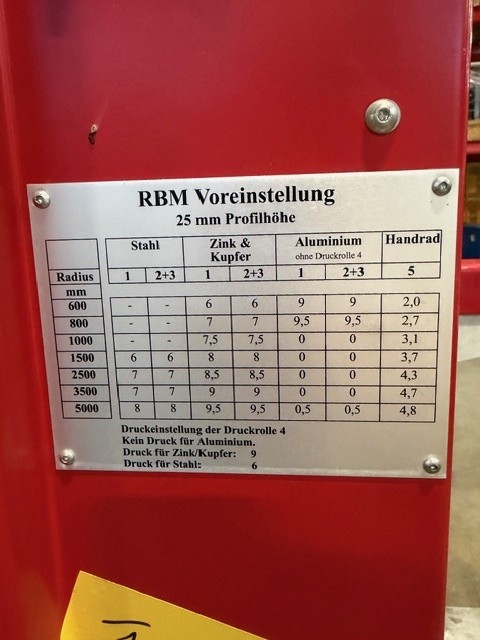 RBM Voreinstellung
25 mm Profilhöhe
Stahl Zink & Kupfer Aluminium ohne Druckrolle 4 Handrad
Radius 1 2+3 1 2+3 1 2+3 5
mm
600 - - 6 6 9 9 2,0
800 - - 7 7 9,5 9,5 2,7
1000 - - 7,5 7,5 0 0 3,1
1500 6 6 8 8 0 0 3,7
2500 7 7 8,5 8,5 0 0 4,3
3500 7 7 9 9 0 0 4,7
5000 8 8 9,5 9,5 0,5 0,5 4,8
Druckeinstellung der Druckrolle 4
Kein Druck für Aluminium.
Druck für Zink/Kupfer: 9
Druck für Stahl: 6